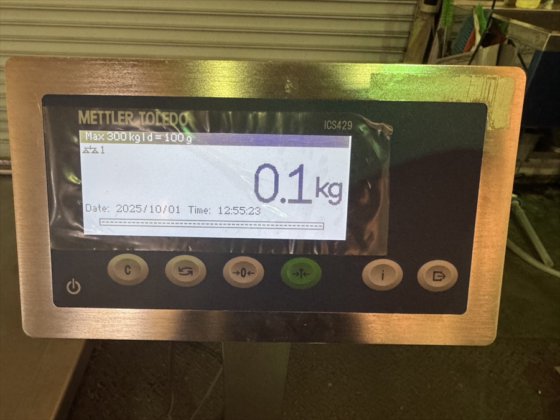 METTLER TOLEDO
ICS429
Max 300 kg d = 100 g
1
0.1 kg
Date: 2025/10/01 Time: 12:55:23
C
→0←
→T←
i